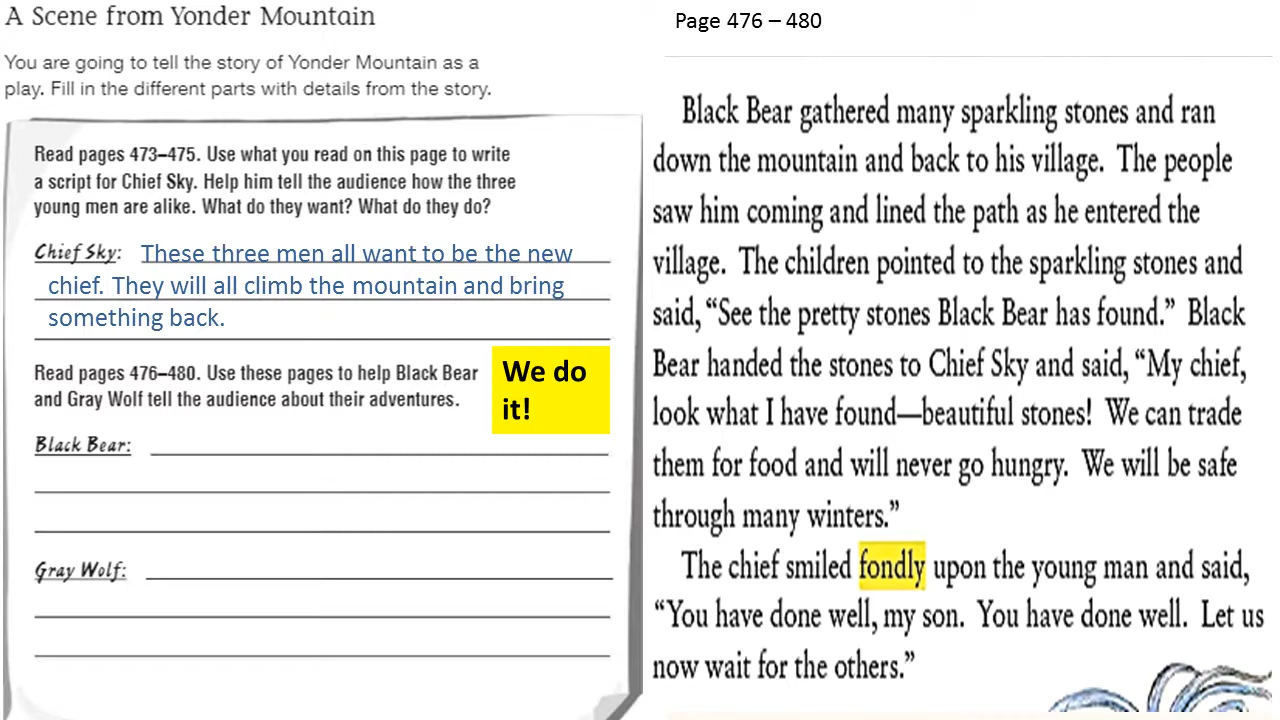 A Scene from Yonder Mountain
You are going to tell the story of Yonder Mountain as a
play. Fill in the different parts with details from the story.
Read pages 473–475. Use what you read on this page to write
a script for Chief Sky. Help him tell the audience how the three
young men are alike. What do they want? What do they do?
Chief Sky: These three men all want to be the new
chief. They will all climb the mountain and bring
something back.
Read pages 476–480. Use these pages to help Black Bear
and Gray Wolf tell the audience about their adventures.
We do
it!
Black Bear:
Gray Wolf:
Page 476 – 480
Black Bear gathered many sparkling stones and ran
down the mountain and back to his village. The people
saw him coming and lined the path as he entered the
village. The children pointed to the sparkling stones and
said, “See the pretty stones Black Bear has found.” Black
Bear handed the stones to Chief Sky and said, “My chief,
look what I have found—beautiful stones! We can trade
them for food and will never go hungry. We will be safe
through many winters.”
The chief smiled fondly upon the young man and said,
“You have done well, my son. You have done well. Let us
now wait for the others.”